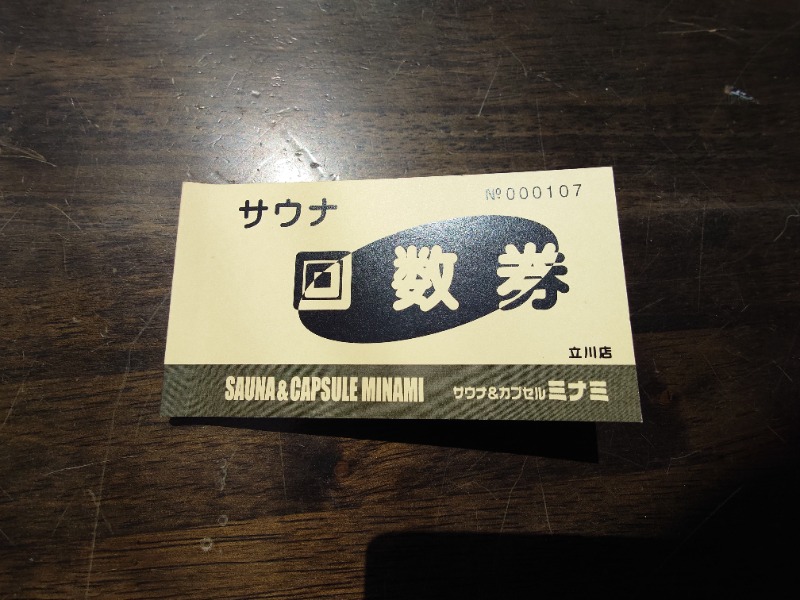 サウナ
№000107
回数券
立川店
SAUNA & CAPSULE MINAMI
サウナ&カプセル ミナミ